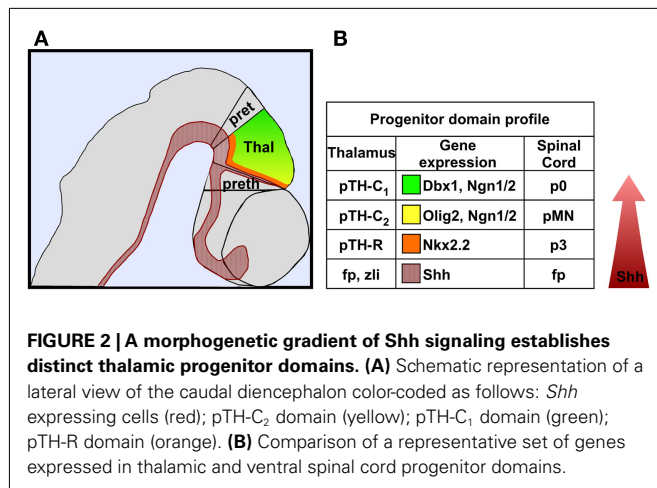 A
B
pret
Thal
preth
Progenitor domain profile
Thalamus Gene expression Spinal Cord
pTH-C₁ Dbx1, Ngn1/2 p0
pTH-C₂ Olig2, Ngn1/2 pMN
pTH-R Nkx2.2 p3
fp, zli Shh fp
Shh
FIGURE 2 | A morphogenetic gradient of Shh signaling establishes
distinct thalamic progenitor domains. (A) Schematic representation of a
lateral view of the caudal diencephalon color-coded as follows: Shh
expressing cells (red); pTH-C₂ domain (yellow); pTH-C₁ domain (green);
pTH-R domain (orange). (B) Comparison of a representative set of genes
expressed in thalamic and ventral spinal cord progenitor domains.